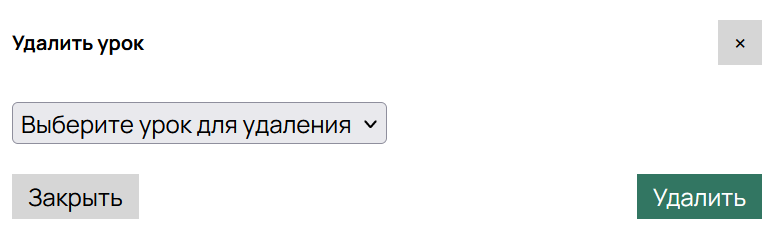 Удалить урок
×
Выберите урок для удаления
Закрыть
Удалить